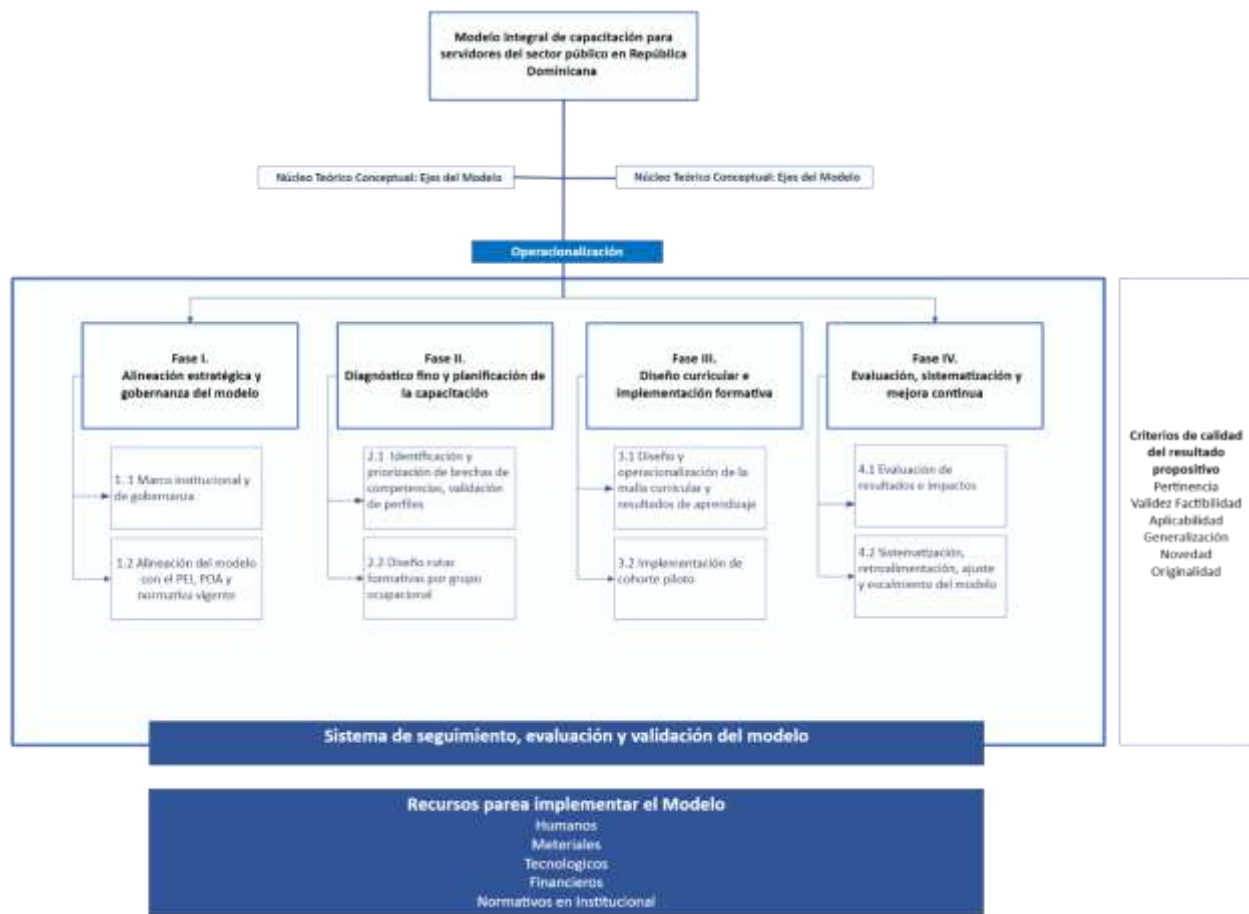 Modelo Integral de capacitación para
servidores del sector público en República
Dominicana
Núcleo Teórico Conceptual: Ejes del Modelo
Núcleo Teórico Conceptual: Ejes del Modelo
Operacionalización
Fase I.
Alineación estratégica y
gobernanza del modelo
Fase II.
Diagnóstico fino y planificación de
la capacitación
Fase III.
Diseño curricular e
implementación formativa
Fase IV.
Evaluación, sistematización y
mejora continua
1. 1 Marco institucional y
de gobernanza
1.2 Alineación del modelo
con el PEI, POA y
normativa vigente
2.1 Identificación y
priorización de brechas de
competencias, validación
de perfiles
2.2 Diseño rutas
formativas por grupo
ocupacional
3.1 Diseño y
operacionalización de la
malla curricular y
resultados de aprendizaje
3.2 Implementación de
cohorte piloto
4.1 Evaluación de
resultados e impactos
4.2 Sistematización,
retroalimentación, ajuste
y escalmiento del modelo
Criterios de calidad
del resultado
propositivo
Pertinencia
Validez Factibilidad
Aplicabilidad
Generalización
Novedad
Originalidad
Sistema de seguimiento, evaluación y validación del modelo
Recursos parea implementar el Modelo
Humanos
Meteriales
Tecnologicos
Financieros
Normativos en Institucional